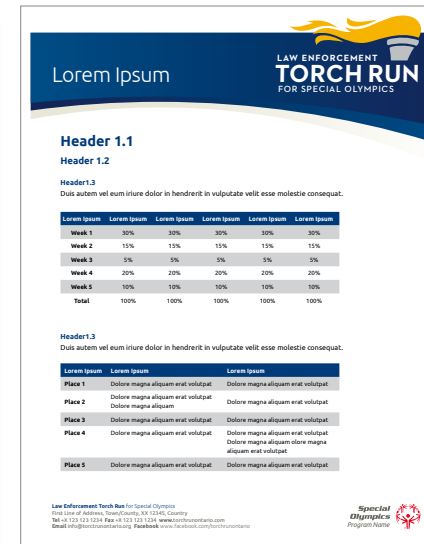 LAW ENFORCEMENT
TORCH RUN
FOR SPECIAL OLYMPICS
Lorem Ipsum
Header 1.1
Header 1.2
Header1.3
Duis autem vel eum iriure dolor in hendrerit in vulputate velit esse molestie consequat.
Lorem Ipsum Lorem Ipsum Lorem Ipsum Lorem Ipsum Lorem Ipsum Lorem Ipsum
Week 1 30% 30% 30% 30% 30%
Week 2 15% 15% 15% 15% 15%
Week 3 5% 5% 5% 5% 5%
Week 4 20% 20% 20% 20% 20%
Week 5 10% 10% 10% 10% 10%
Total 100% 100% 100% 100% 100%
Header1.3
Duis autem vel eum iriure dolor in hendrerit in vulputate velit esse molestie consequat.
Lorem Ipsum Lorem Ipsum Lorem Ipsum
Place 1 Dolore magna aliquam erat volutpat Dolore magna aliquam erat volutpat
Place 2 Dolore magna aliquam erat volutpat Dolore magna aliquam Dolore magna aliquam erat volutpat
Place 3 Dolore magna aliquam erat volutpat Dolore magna aliquam erat volutpat
Place 4 Dolore magna aliquam erat volutpat Dolore magna aliquam erat volutpat
Dolore magna aliquam olore magna
aliquam erat volutpat
Place 5 Dolore magna aliquam erat volutpat Dolore magna aliquam erat volutpat
Law Enforcement Torch Run for Special Olympics
First Line of Address, Town/County, XX 12345, Country
Tel +X 123 123 1234 Fax +X 123 123 1234 www.torchrunontario.com
Email info@torchrunontario.org Facebook www.facebook.com/torchrunontario
Special
Olympics
Program Name